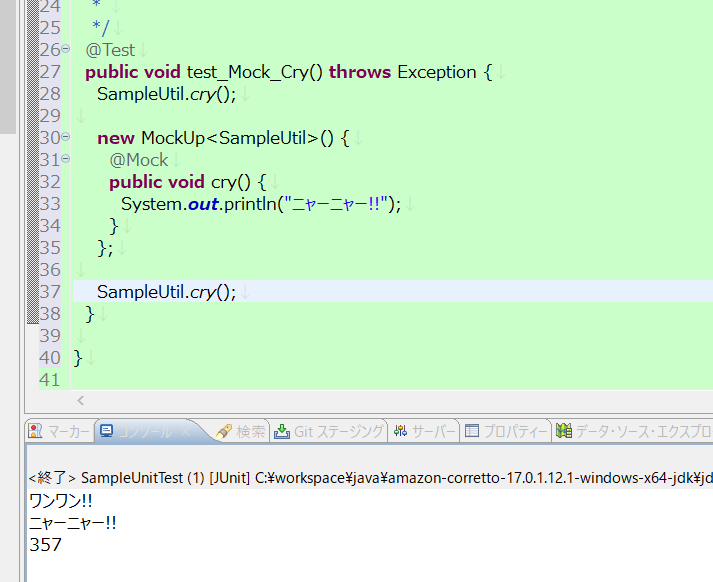 24 *
25 */
26 @Test
27 public void test_Mock_Cry() throws Exception {
28 SampleUtil.cry();
29
30 new MockUp<SampleUtil>() {
31 @Mock
32 public void cry() {
33 System.out.println("ニャーニャー!!");
34 }
35 };
36
37 SampleUtil.cry();
38 }
39
40 }
41
マーカー コンソール 検索 Git ステージング サーバー プロパティー データ・ソース・エクスプロ
<終了> SampleUnitTest (1) [JUnit] C:¥workspace¥java¥amazon-corretto-17.0.1.12.1-windows-x64-jdk¥jd
ワンワン!!
ニャーニャー!!
357